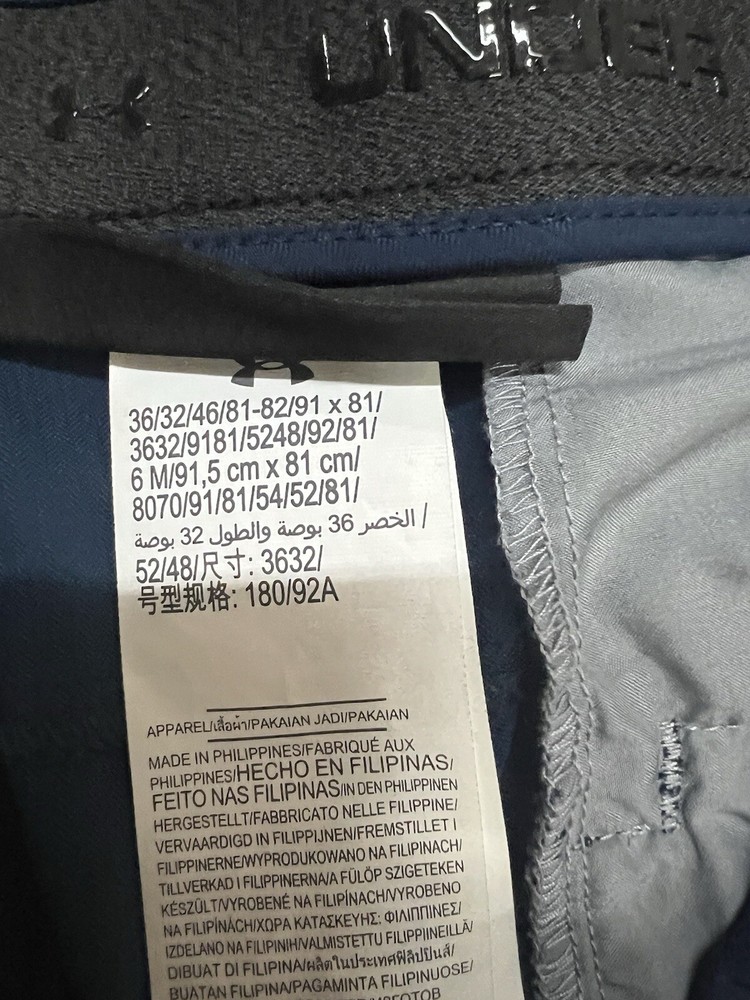 UNDER
36/32/46/81-82/91 x 81/
3632/9181/5248/92/81/
6 M/91,5 cm x 81 cm/
8070/91/81/54/52/81/
الخصر 36 بوصة والطول 32 بوصة /
52/48/尺寸: 3632/
号型规格: 180/92A
APPAREL/เสื้อผ้า/PAKAIAN JADI/PAKAIAN
MADE IN PHILIPPINES/FABRIQUÉ AUX
PHILIPPINES/HECHO EN FILIPINAS/
FEITO NAS FILIPINAS/IN DEN PHILIPPINEN
HERGESTELLT/FABBRICATO NELLE FILIPPINE/
VERVAARDIGD IN FILIPPIJNEN/FREMSTILLET I
FILIPPINERNE/WYPRODUKOWANO NA FILIPINACH/
TILLVERKAD I FILIPPINERNA/A FÜLÖP SZIGETEKEN
KÉSZÜLT/VYROBENÉ NA FILIPÍNACH/VYROBENO
NA FILIPÍNÁCH/ΧΩΡΑ ΚΑΤΑΣΚΕΥΗΣ: ΦΙΛΙΠΠΙΝΕΣ/
IZDELANO NA FILIPINIH/VALMISTETTU FILIPPIINEILLÄ/
DIBUAT DI FILIPINA/ผลิตในประเทศฟิลิปปินส์/
BUATAN FILIPINA/PAGAMINTA FILIPINUOSE/